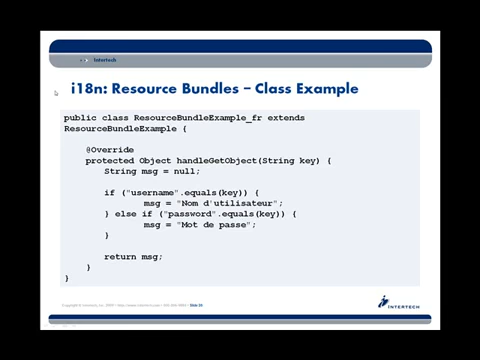 Intertech
i18n: Resource Bundles – Class Example
public class ResourceBundleExample_fr extends
ResourceBundleExample {
@Override
protected Object handleGetObject(String key) {
String msg = null;
if ("username".equals(key)) {
msg = "Nom d'utilisateur";
} else if ("password".equals(key)) {
msg = "Mot de passe";
}
return msg;
}
}
INTERTECH